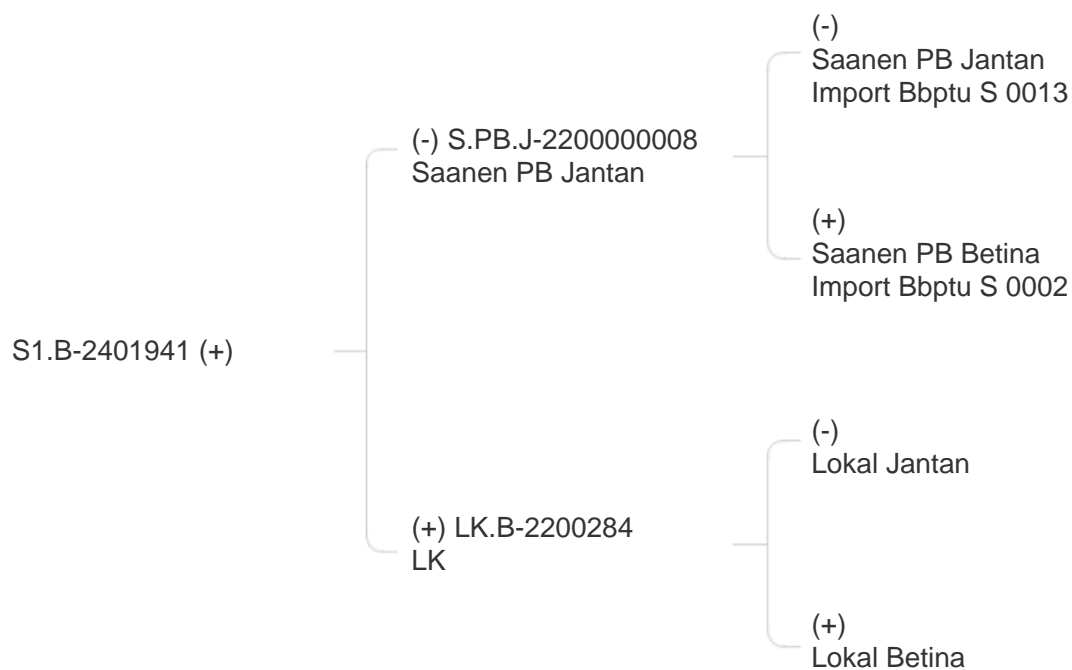 (-)
Saanen PB Jantan
Import Bbptu S 0013
(-) S.PB.J-2200000008
Saanen PB Jantan
(+)
Saanen PB Betina
Import Bbptu S 0002
S1.B-2401941 (+)
(-)
Lokal Jantan
(+) LK.B-2200284
LK
(+)
Lokal Betina